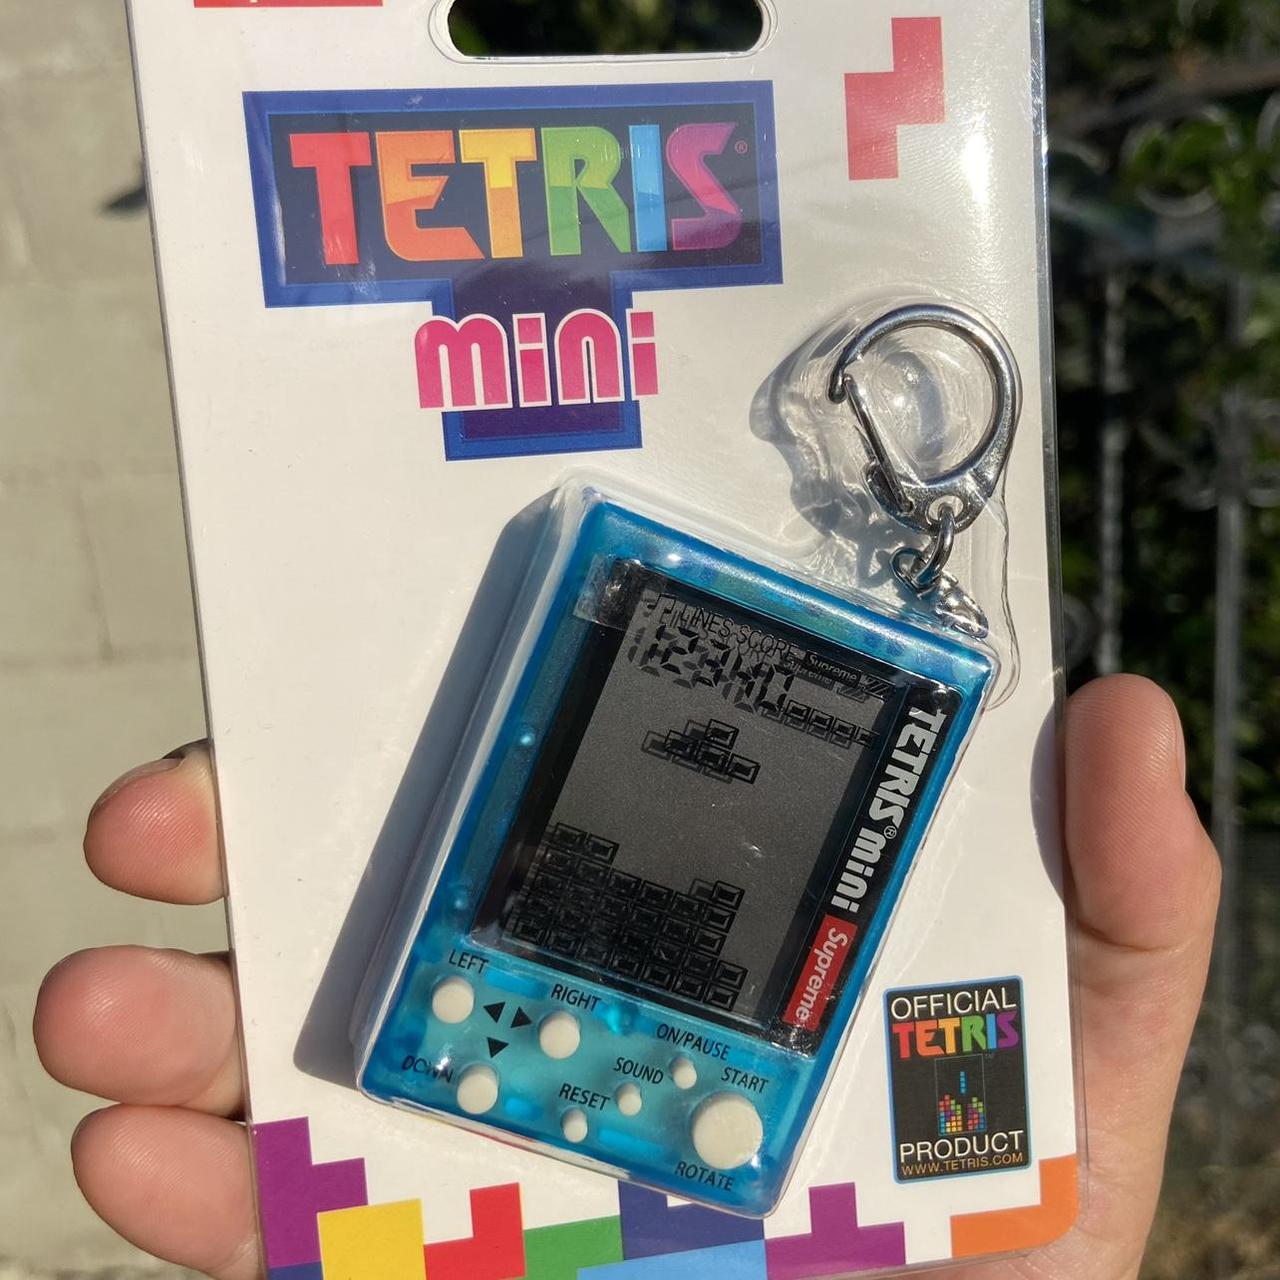 TETRIS®
mini
LINES SCORE
Supreme
TETRIS® mini
Supreme
LEFT
RIGHT
DOWN
ON/PAUSE
SOUND
START
RESET
ROTATE
OFFICIAL
TETRIS™
PRODUCT
WWW.TETRIS.COM